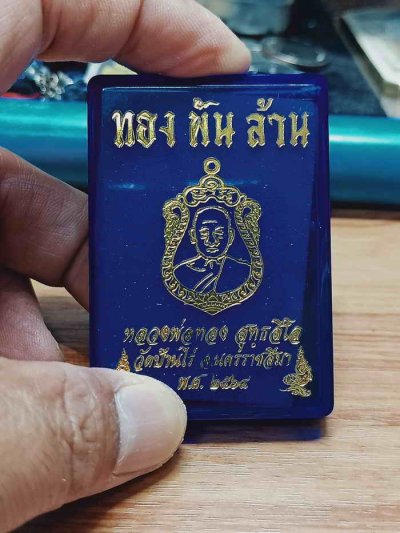 ทอง พัน ล้าน
หลวงพ่อทอง สุทธสีโล
วัดบ้านไร่ จ.นครราชสีมา
พ.ศ. ๒๕๖๔